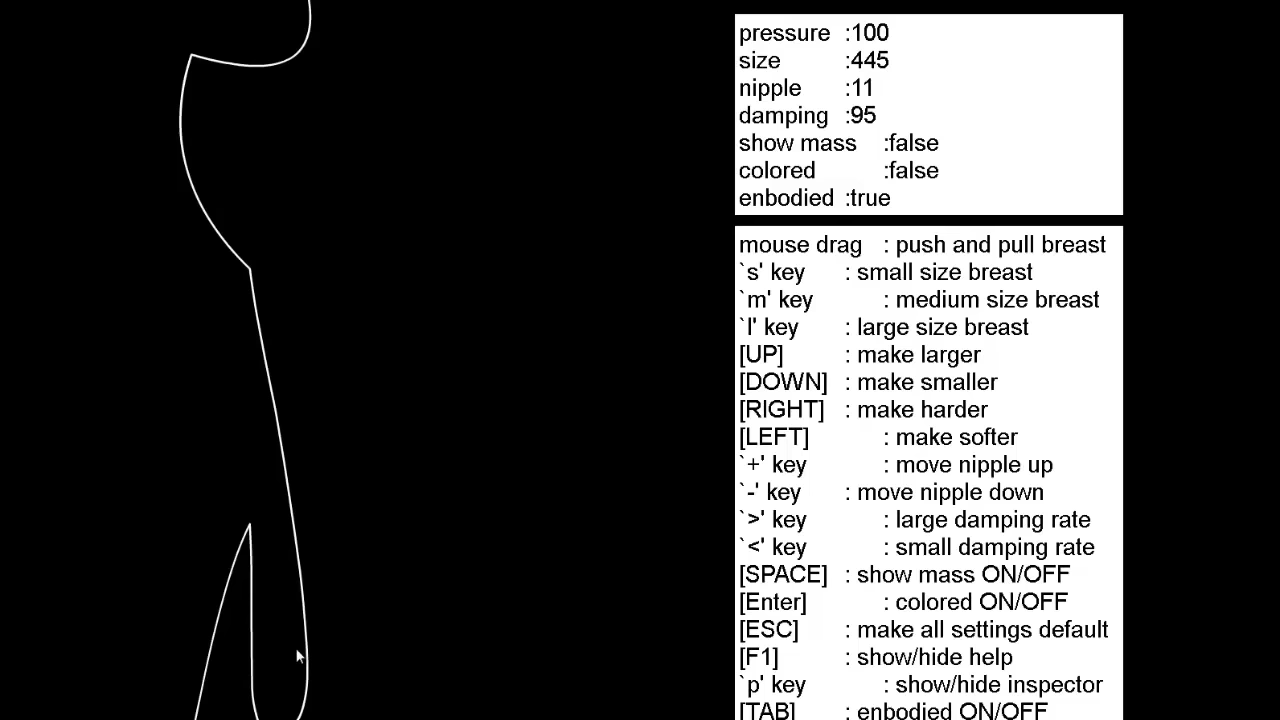 pressure :100
size :445
nipple :11
damping :95
show mass :false
colored :false
enbodied :true
mouse drag : push and pull breast
`s' key : small size breast
`m' key : medium size breast
`l' key : large size breast
[UP] : make larger
[DOWN] : make smaller
[RIGHT] : make harder
[LEFT] : make softer
`+' key : move nipple up
`-' key : move nipple down
`>' key : large damping rate
`<' key : small damping rate
[SPACE] : show mass ON/OFF
[Enter] : colored ON/OFF
[ESC] : make all settings default
[F1] : show/hide help
`p' key : show/hide inspector
[TAB] : enbodied ON/OFF